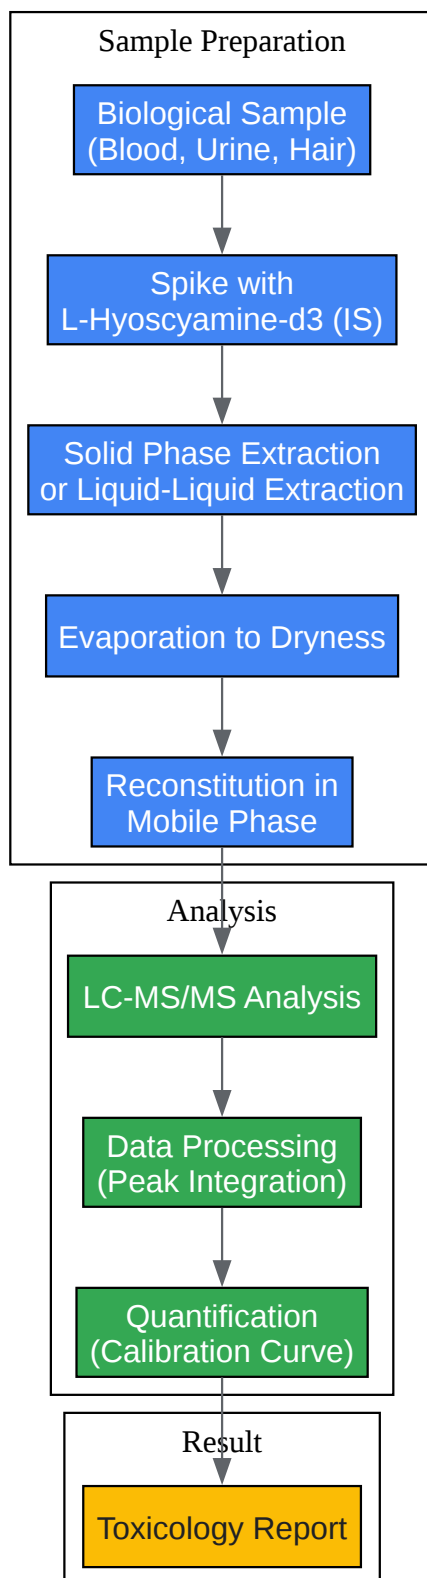 Sample Preparation
Biological Sample
(Blood, Urine, Hair)
Spike with
L-Hyoscyamine-d3 (IS)
Solid Phase Extraction
or Liquid-Liquid Extraction
Evaporation to Dryness
Reconstitution in
Mobile Phase
Analysis
LC-MS/MS Analysis
Data Processing
(Peak Integration)
Quantification
(Calibration Curve)
Result
Toxicology Report